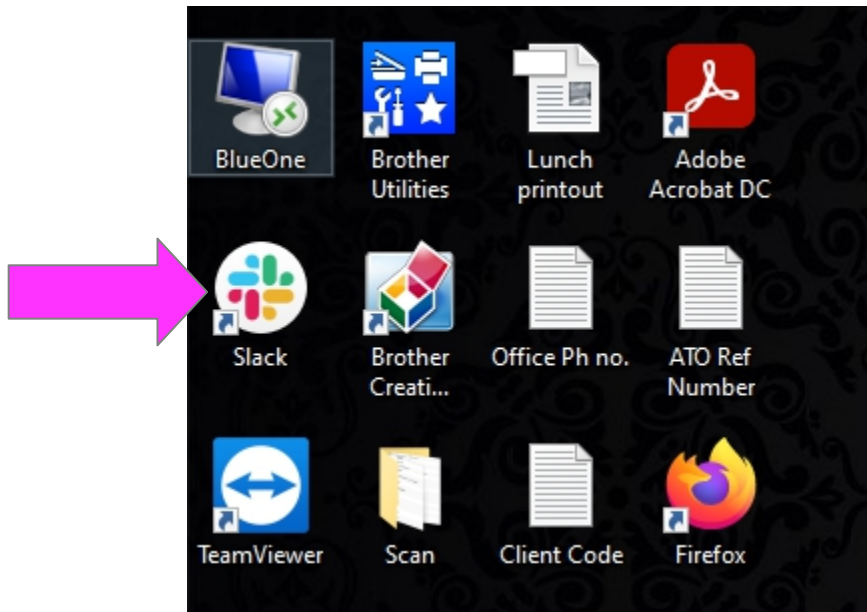 BlueOne
Brother
Utilities
Lunch
printout
Adobe
Acrobat DC
Slack
Brother
Creati...
Office Ph no.
ATO Ref
Number
TeamViewer
Scan
Client Code
Firefox